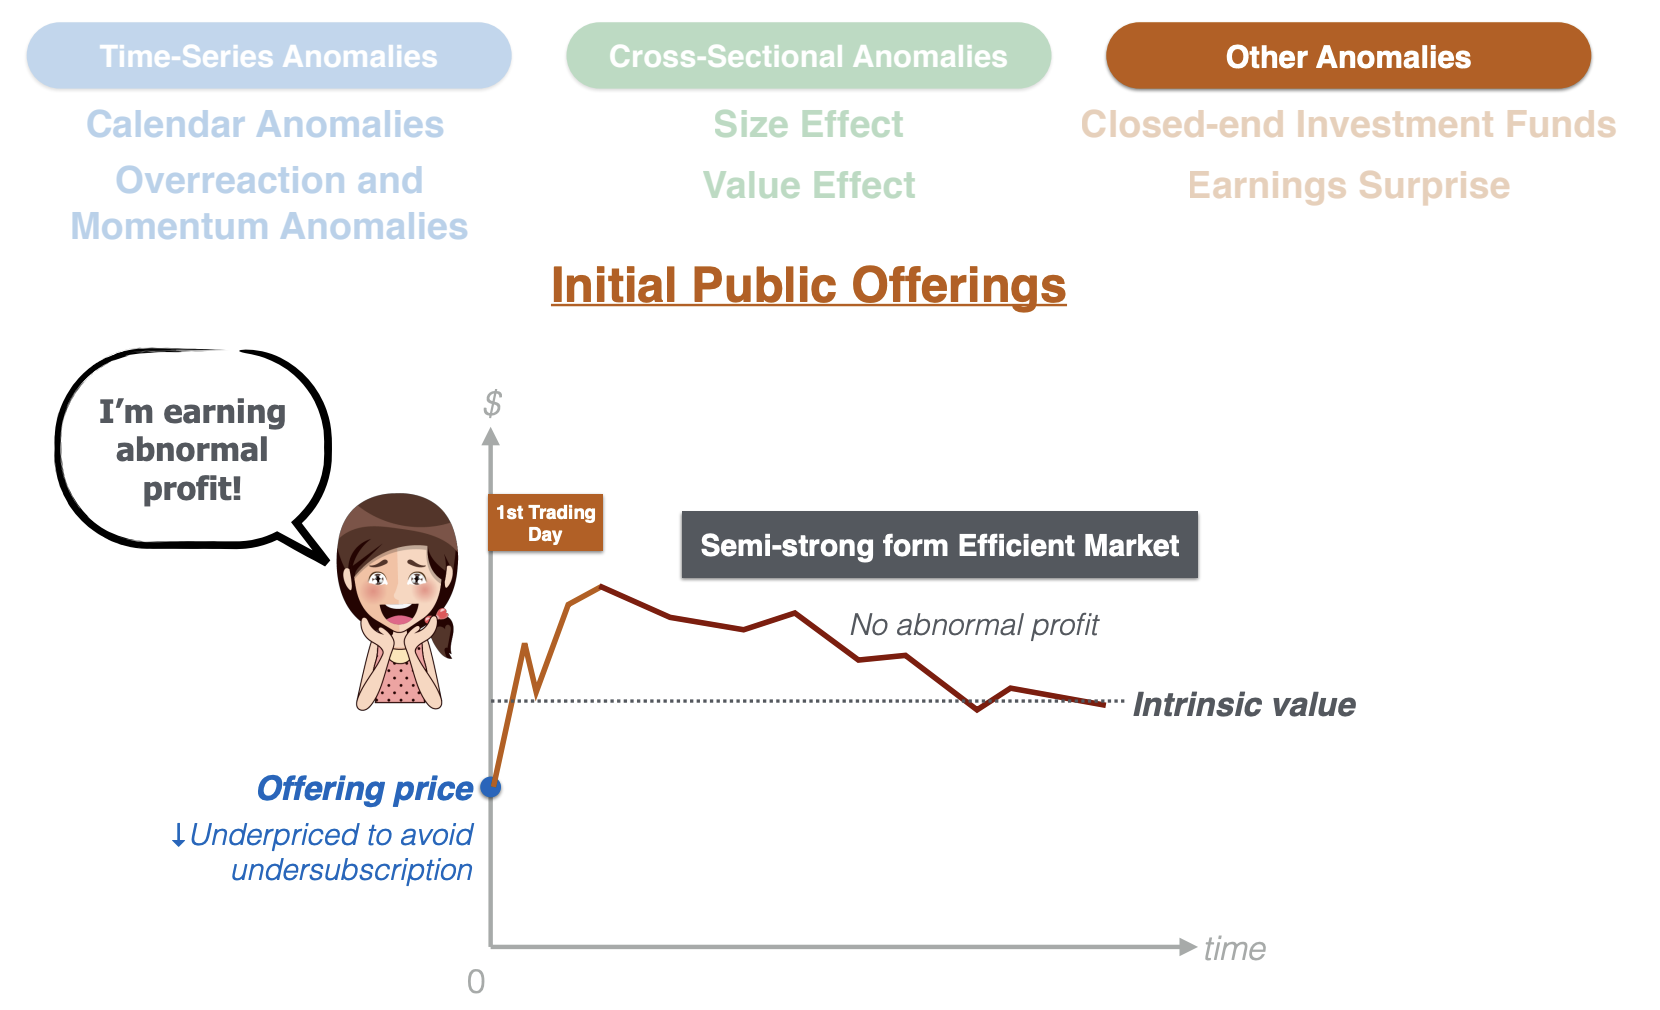 Time-Series Anomalies
Cross-Sectional Anomalies
Other Anomalies
Calendar Anomalies
Size Effect
Closed-end Investment Funds
Overreaction and
Momentum Anomalies
Value Effect
Earnings Surprise
Initial Public Offerings
I'm earning
abnormal
profit!
$
1st Trading
Day
Semi-strong form Efficient Market
No abnormal profit
Intrinsic value
Offering price
↓Underpriced to avoid
undersubscription
time
0